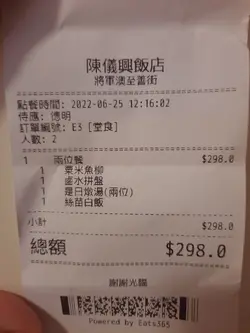 陳儀興飯店
將軍澳至善街
點餐時間: 2022-06-25 12:16:02
侍應: 德明
訂單編號: E3 [堂食]
人數: 2
1 兩位餐 $298.0
1 粟米魚柳
1 鹵水拼盤
1 是日燉湯(兩位)
1 絲苗白飯
小計 $298.0
總額 $298.0
謝謝光臨
Powered by Eats365